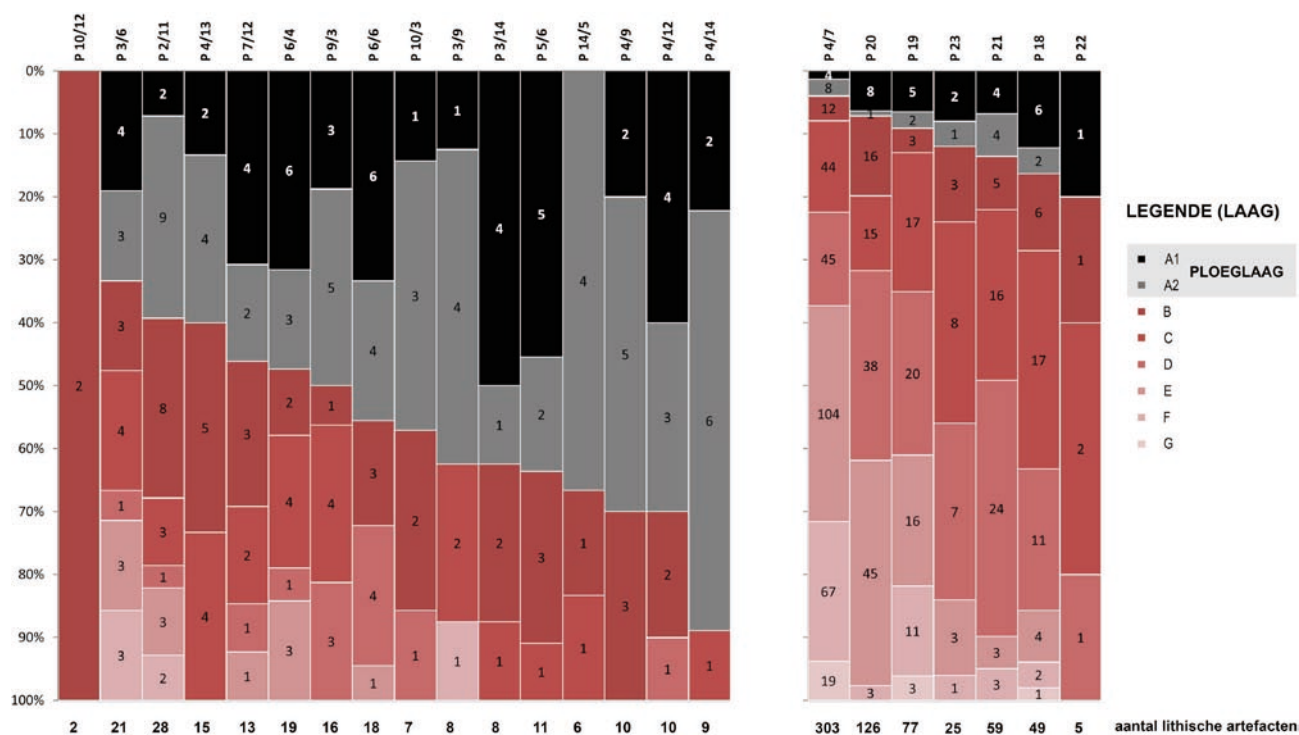 P 10/12 P 3/6 P 2/11 P 4/13 P 7/12 P 6/4 P 9/3 P 6/6 P 10/3 P 3/9 P 3/14 P 5/6 P 14/5 P 4/9 P 4/12 P 4/14
0%
10%
20%
30%
40%
50%
60%
70%
80%
90%
100%
2
4 3 3 4 1 3 3
2 9 8 3 1 3 2
2 4 5 4
4 2 3 2 1 1
6 3 2 4 1 3
3 5 1 4 3
6 4 3 4 1
1 3 2 1
1 4 2 1
4 1 2 1
5 2 3 1
4 1 1
2 5 3
4 3 2 1
2 6 1
2 21 28 15 13 19 16 18 7 8 8 11 6 10 10 9
P 4/7 P 20 P 19 P 23 P 21 P 18 P 22
4 8 12 44 45 104 67 19
8 1 16 15 38 45 3
5 2 3 17 20 16 11 3
2 1 3 8 7 3 1
4 4 5 16 24 3 3
6 2 6 17 11 4 2 1
1 1 2 1
303 126 77 25 59 49 5 aantal lithische artefacten
LEGENDE (LAAG)
A1
PLOEGLAAG
A2
B
C
D
E
F
G